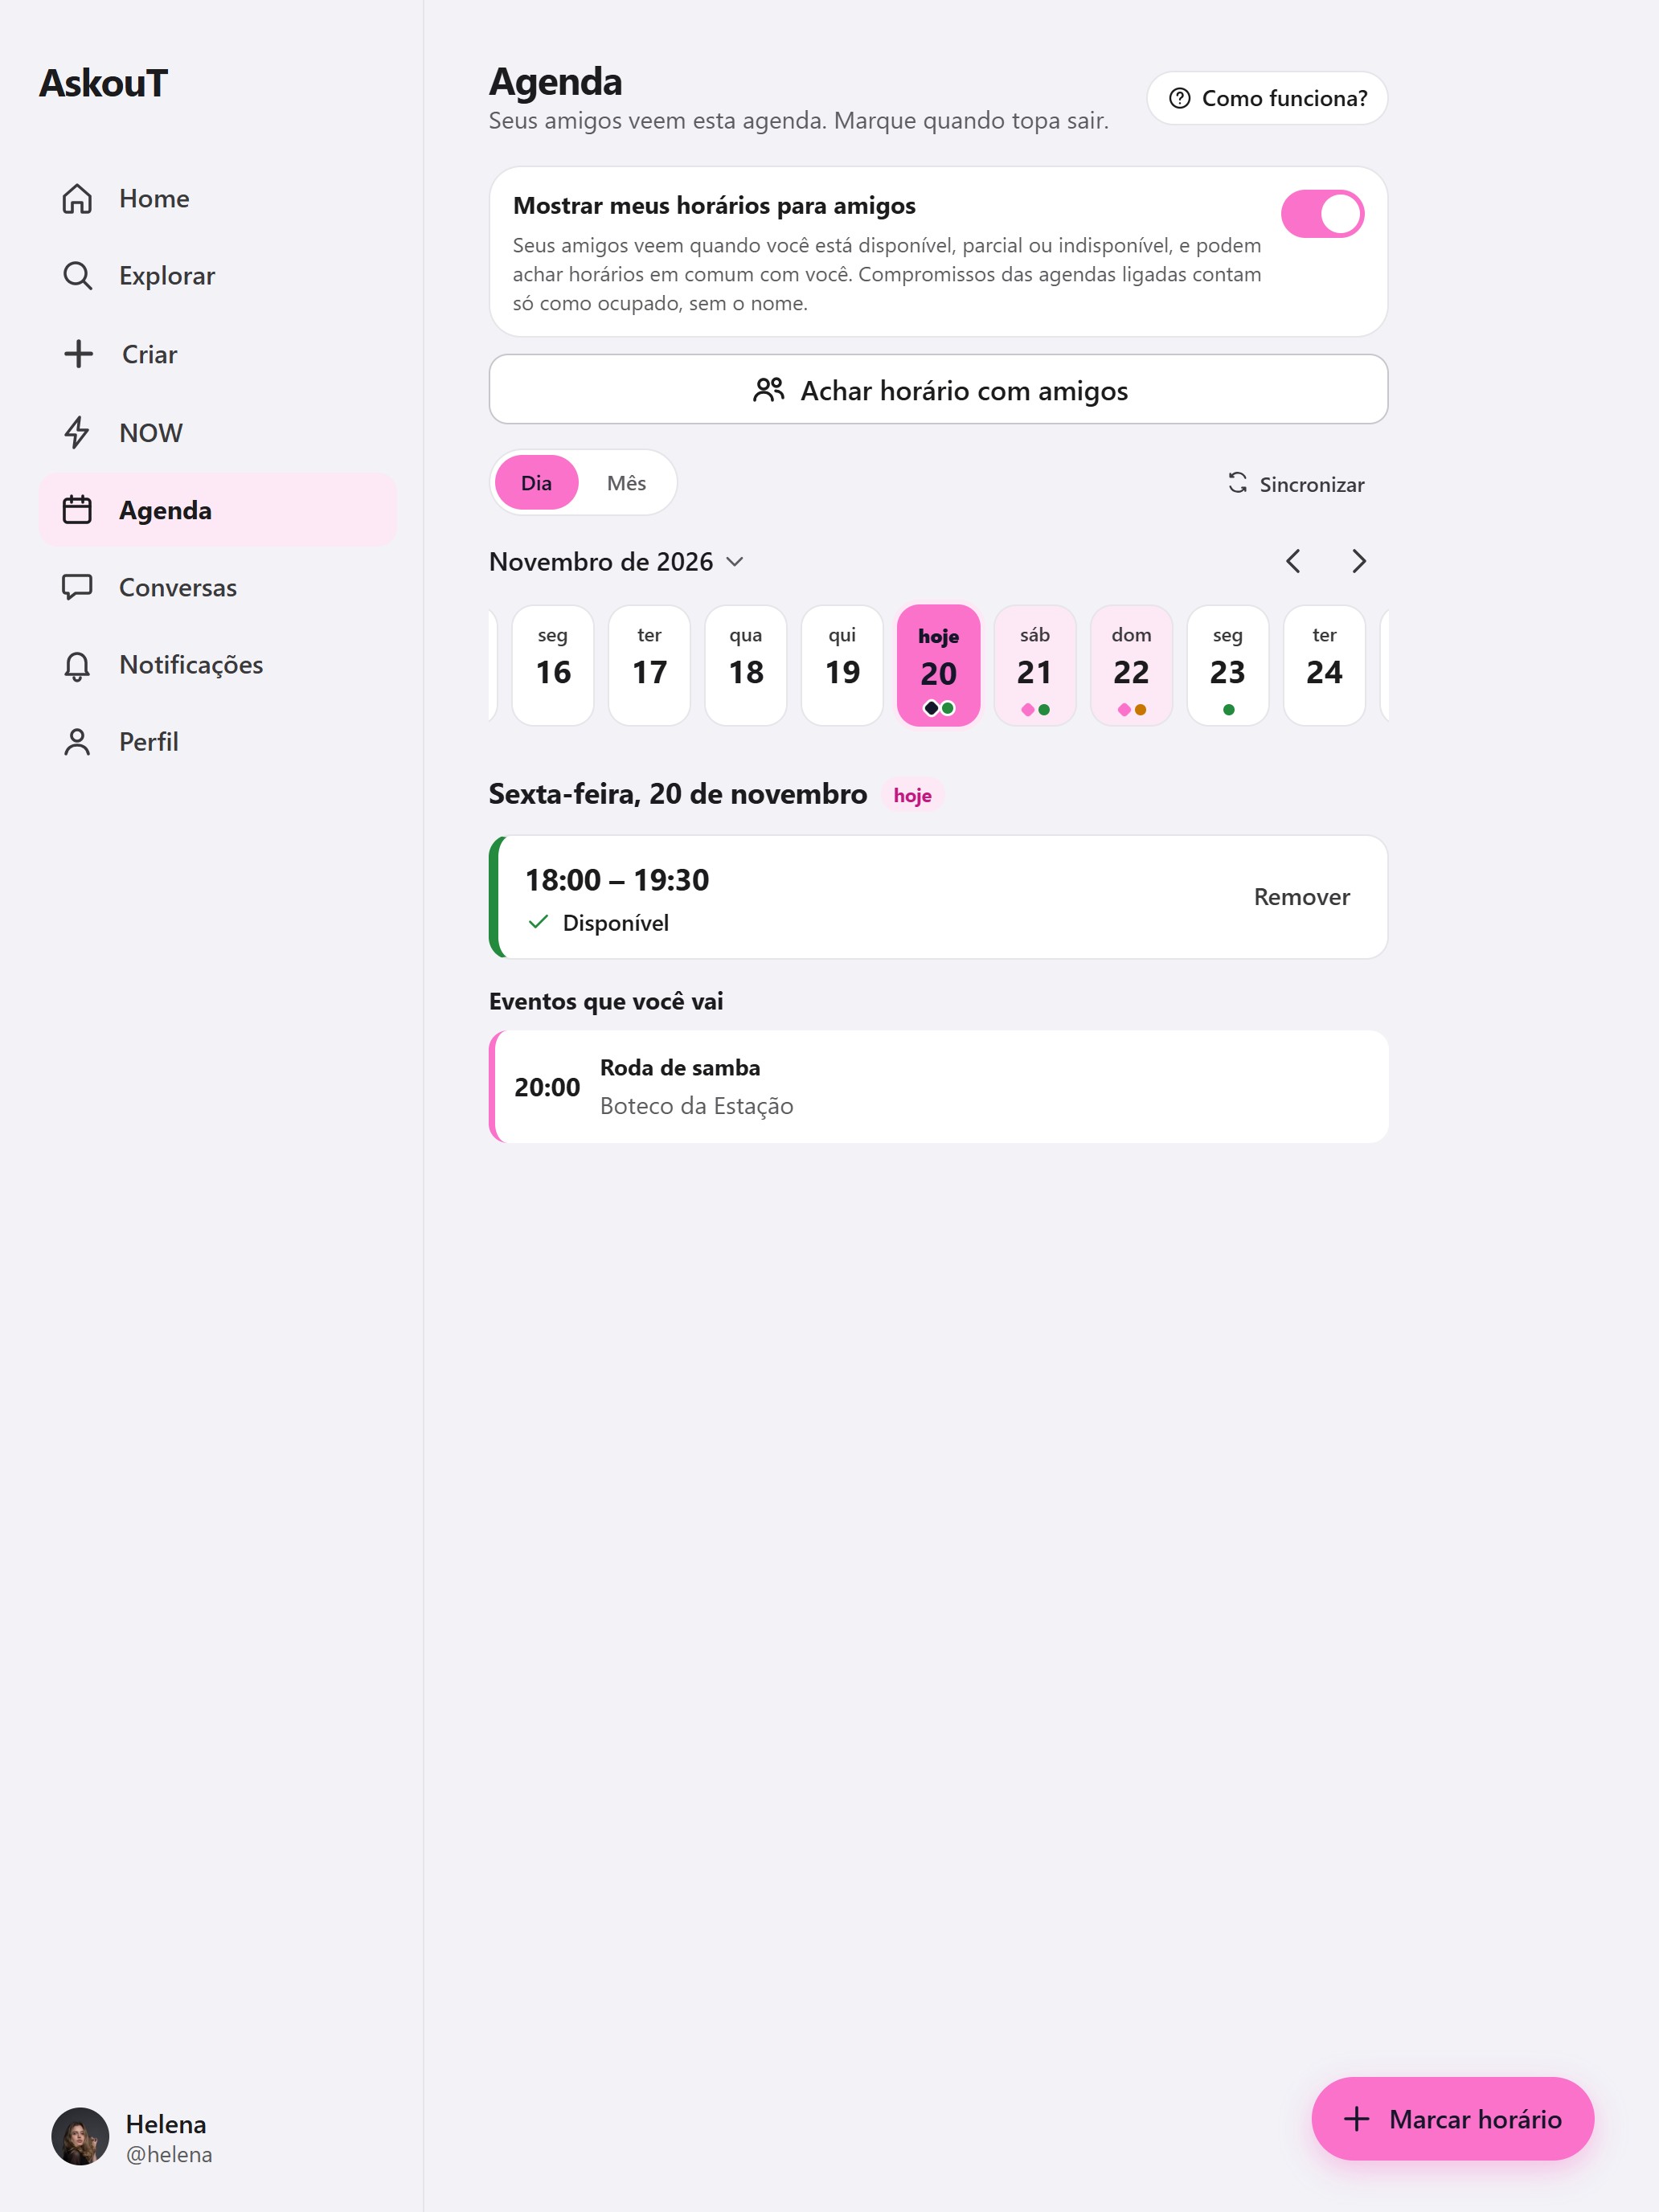 AskouT
Home
Explorar
Criar
NOW
Agenda
Conversas
Notificações
Perfil
Helena
@helena
Agenda
Seus amigos veem esta agenda. Marque quando topa sair.
Como funciona?
Mostrar meus horários para amigos
Seus amigos veem quando você está disponível, parcial ou indisponível, e podem
achar horários em comum com você. Compromissos das agendas ligadas contam
só como ocupado, sem o nome.
Achar horário com amigos
Dia Mês
Sincronizar
Novembro de 2026
seg ter qua qui hoje sáb dom seg ter
16 17 18 19 20 21 22 23 24
Sexta-feira, 20 de novembro hoje
18:00 – 19:30
Disponível
Remover
Eventos que você vai
20:00
Roda de samba
Boteco da Estação
Marcar horário